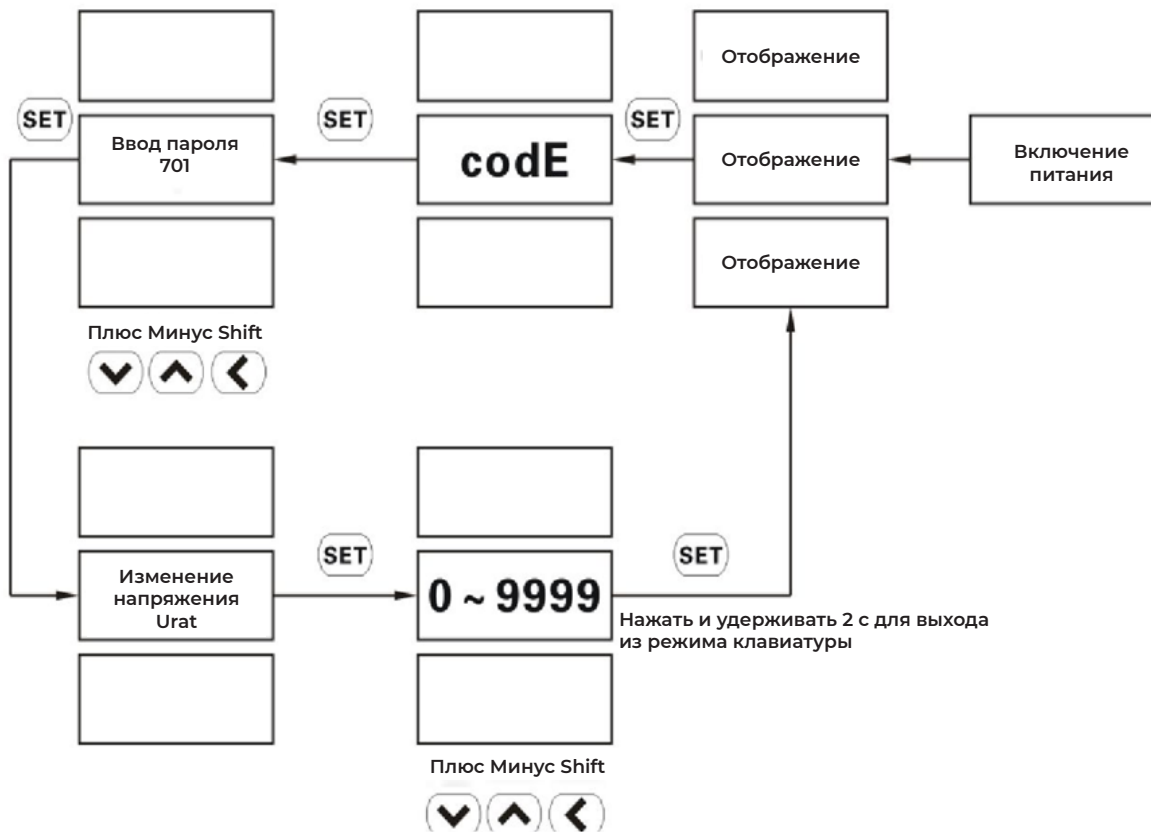 Отображение
SET
Ввод пароля
701
SET
codE
SET
Отображение
Включение
питания
Отображение
Плюс Минус Shift
Изменение
напряжения
Urat
SET
0 ~ 9999
SET
Нажать и удерживать 2 с для выхода
из режима клавиатуры
Плюс Минус Shift